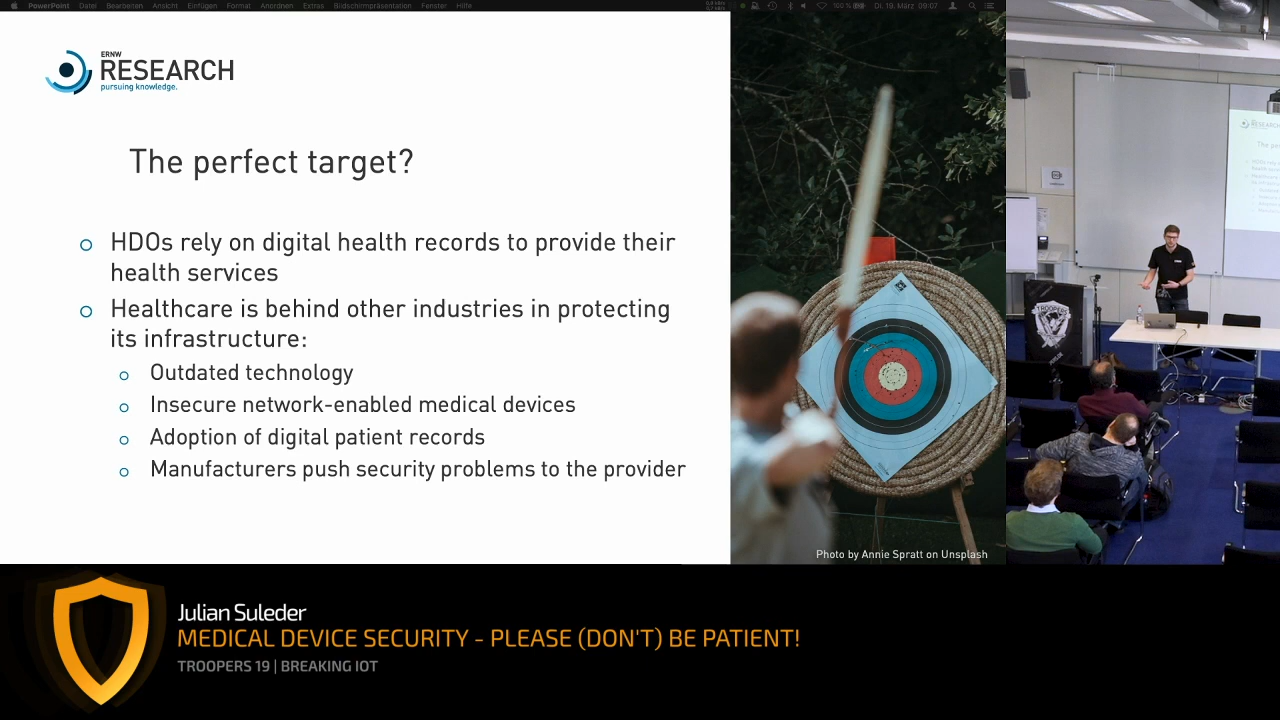 PowerPoint Datei Bearbeiten Ansicht Einfügen Format Anordnen Extras Bildschirmpräsentation Fenster Hilfe
100 % Di. 19. März 09:07
ERNW
RESEARCH
pursuing knowledge.
The perfect target?
HDOs rely on digital health records to provide their
health services
Healthcare is behind other industries in protecting
its infrastructure:
Outdated technology
Insecure network-enabled medical devices
Adoption of digital patient records
Manufacturers push security problems to the provider
Photo by Annie Spratt on Unsplash
RESEARCH
TROOPERS
Julian Suleder
MEDICAL DEVICE SECURITY - PLEASE (DON'T) BE PATIENT!
TROOPERS 19 | BREAKING IOT